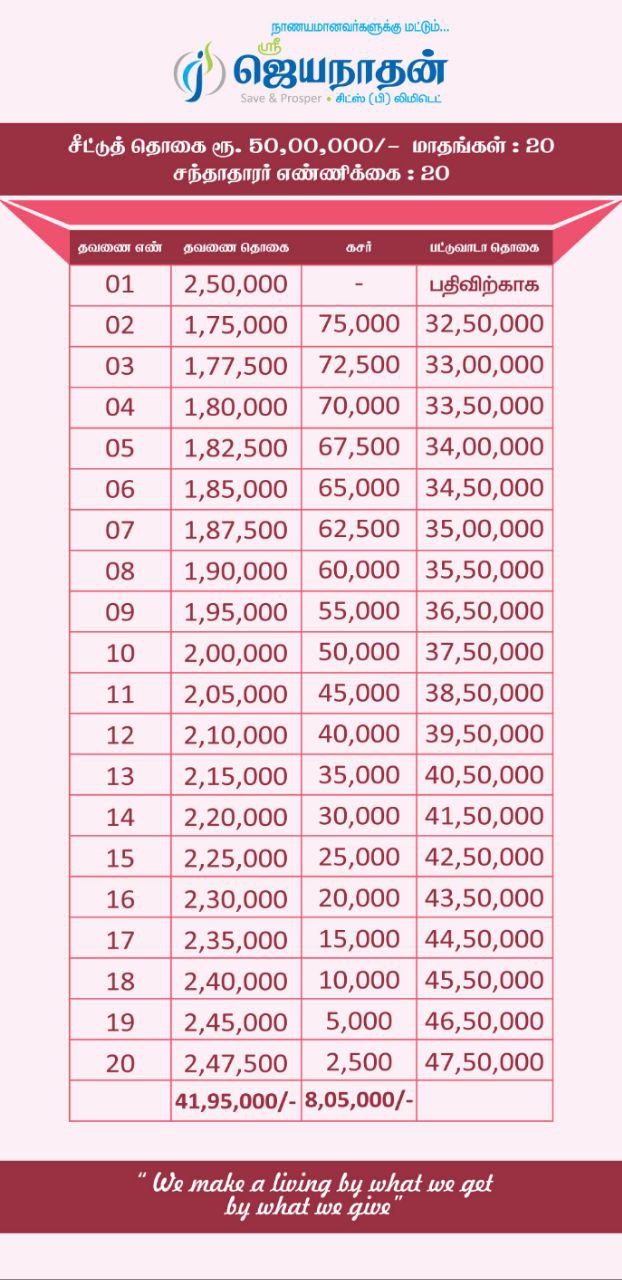 நாணயமானவர்களுக்கு மட்டும்...
ஸ்ரீ
ஜெயநாதன்
Save & Prosper • சிட்ஸ் (பி) லிமிடெட்
சீட்டுத் தொகை ரூ. 50,00,000/- மாதங்கள் : 20
சந்தாதாரர் எண்ணிக்கை : 20
தவணை எண் தவணை தொகை கசர் பட்டுவாடா தொகை
01 2,50,000 - பதிவிற்காக
02 1,75,000 75,000 32,50,000
03 1,77,500 72,500 33,00,000
04 1,80,000 70,000 33,50,000
05 1,82,500 67,500 34,00,000
06 1,85,000 65,000 34,50,000
07 1,87,500 62,500 35,00,000
08 1,90,000 60,000 35,50,000
09 1,95,000 55,000 36,50,000
10 2,00,000 50,000 37,50,000
11 2,05,000 45,000 38,50,000
12 2,10,000 40,000 39,50,000
13 2,15,000 35,000 40,50,000
14 2,20,000 30,000 41,50,000
15 2,25,000 25,000 42,50,000
16 2,30,000 20,000 43,50,000
17 2,35,000 15,000 44,50,000
18 2,40,000 10,000 45,50,000
19 2,45,000 5,000 46,50,000
20 2,47,500 2,500 47,50,000
41,95,000/- 8,05,000/-
“ We make a living by what we get
by what we give"